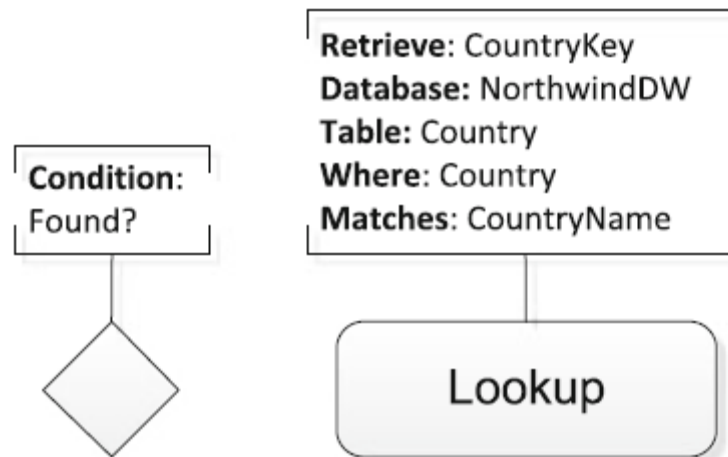 Condition:
Found?
Retrieve: CountryKey
Database: NorthwindDW
Table: Country
Where: Country
Matches: CountryName
Lookup